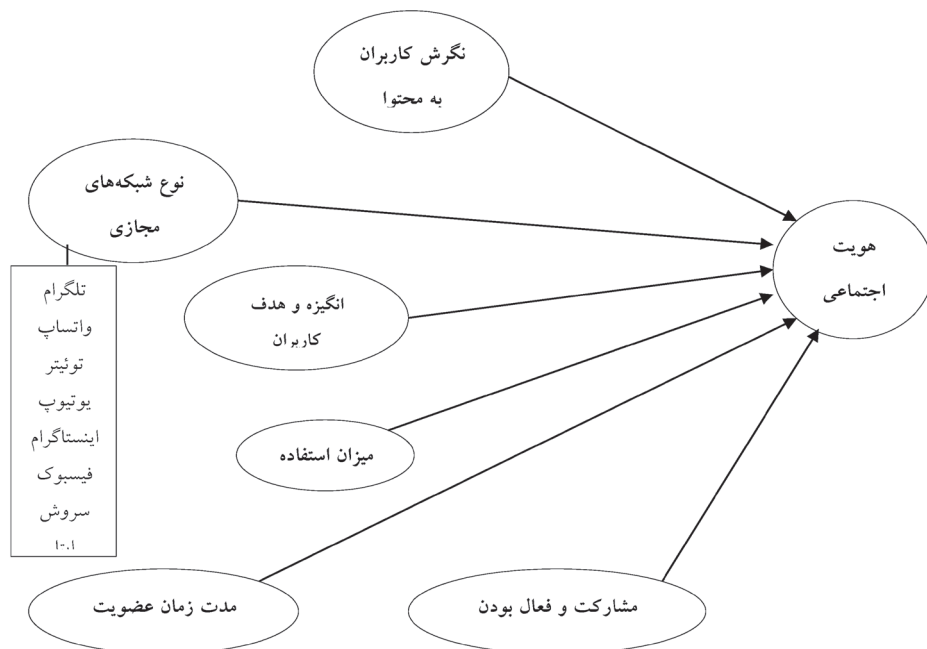 نگرش کاربران
به محتوا
نوع شبکه‌های
مجازی
تلگرام
واتساپ
توئیتر
یوتیوپ
اینستاگرام
فیسبوک
سروش
انگیزه و هدف
کاربران
میزان استفاده
مدت زمان عضویت
مشارکت و فعال بودن
هویت
اجتماعی